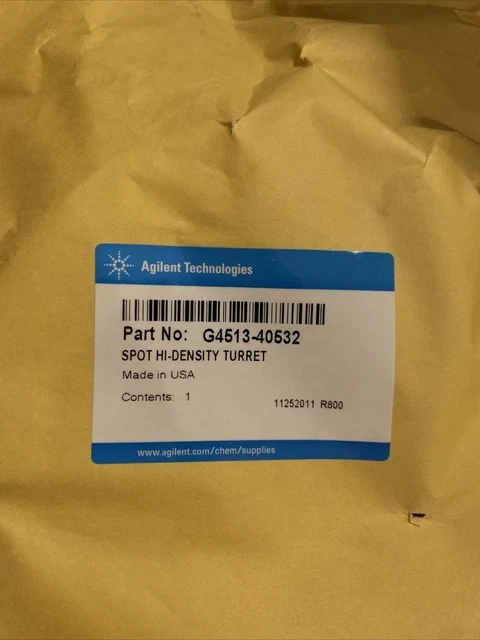 Agilent Technologies
Part No: G4513-40532
SPOT HI-DENSITY TURRET
Made in USA
Contents: 1
11252011 R800
www.agilent.com/chem/supplies